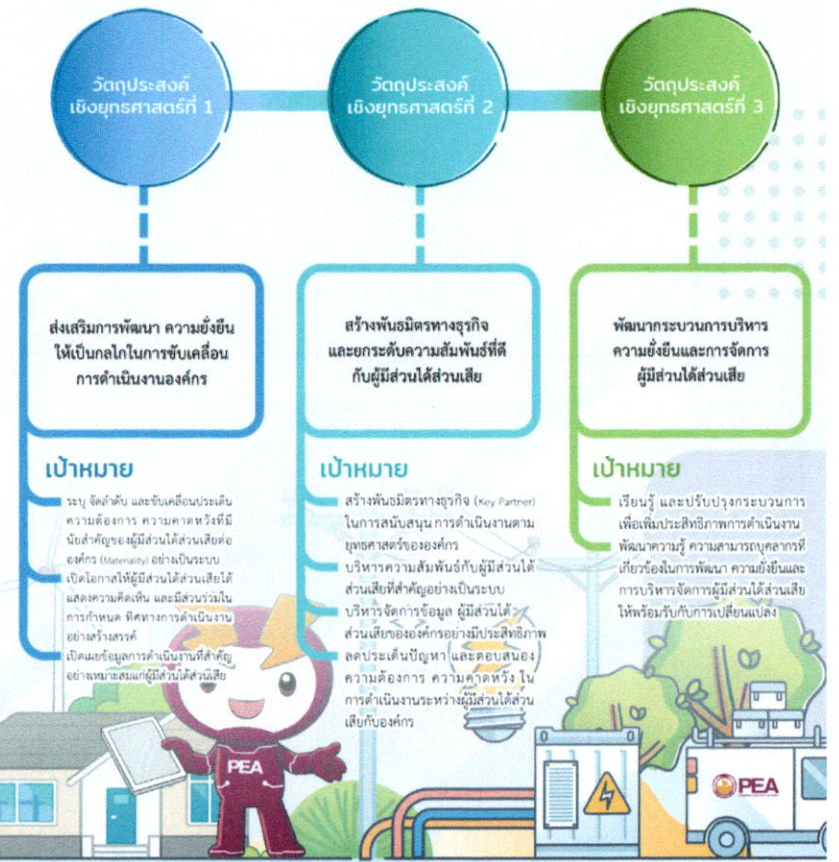 วัตถุประสงค์
เชิงยุทธศาสตร์ที่ 1
วัตถุประสงค์
เชิงยุทธศาสตร์ที่ 2
วัตถุประสงค์
เชิงยุทธศาสตร์ที่ 3
ส่งเสริมการพัฒนา ความยั่งยืน
ให้เป็นกลไกในการขับเคลื่อน
การดำเนินงานองค์กร
สร้างพันธมิตรทางธุรกิจ
และยกระดับความสัมพันธ์ที่ดี
กับผู้มีส่วนได้ส่วนเสีย
พัฒนากระบวนการบริหาร
ความยั่งยืนและการจัดการ
ผู้มีส่วนได้ส่วนเสีย
เป้าหมาย
ระบุ จัดลำดับ และขับเคลื่อนประเด็น
ความต้องการ ความคาดหวังที่มี
นัยสำคัญของผู้มีส่วนได้ส่วนเสียต่อ
องค์กร (Materiality) อย่างเป็นระบบ
เปิดโอกาสให้ผู้มีส่วนได้ส่วนเสียได้
แสดงความคิดเห็น และมีส่วนร่วมใน
การกำหนด ทิศทางการดำเนินงาน
อย่างสร้างสรรค์
เปิดเผยข้อมูลการดำเนินงานที่สำคัญ
อย่างเหมาะสมแก่ผู้มีส่วนได้ส่วนเสีย
เป้าหมาย
สร้างพันธมิตรทางธุรกิจ (Key Partner)
ในการสนับสนุน การดำเนินงานตาม
ยุทธศาสตร์ขององค์กร
บริหารความสัมพันธ์กับผู้มีส่วนได้
ส่วนเสียที่สำคัญอย่างเป็นระบบ
บริหารจัดการข้อมูล ผู้มีส่วนได้
ส่วนเสียขององค์กรอย่างมีประสิทธิภาพ
ลดประเด็นปัญหา และตอบสนอง
ความต้องการ ความคาดหวัง ใน
การดำเนินงานระหว่างผู้มีส่วนได้ส่วน
เสียกับองค์กร
เป้าหมาย
เรียนรู้ และปรับปรุงกระบวนการ
เพื่อเพิ่มประสิทธิภาพการดำเนินงาน
พัฒนาความรู้ ความสามารถบุคลากรที่
เกี่ยวข้องในการพัฒนา ความยั่งยืนและ
การบริหารจัดการผู้มีส่วนได้ส่วนเสีย
ให้พร้อมรับกับการเปลี่ยนแปลง
PEA
PEA